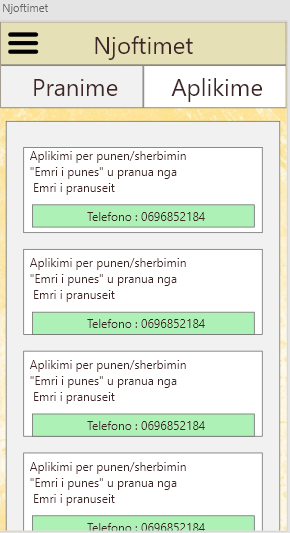 Njoftimet
Njoftimet
Pranime Aplikime
Aplikimi per punen/sherbimin
"Emri i punes" u pranua nga
Emri i pranuseit
Telefono : 0696852184
Aplikimi per punen/sherbimin
"Emri i punes" u pranua nga
Emri i pranuseit
Telefono : 0696852184
Aplikimi per punen/sherbimin
"Emri i punes" u pranua nga
Emri i pranuseit
Telefono : 0696852184
Aplikimi per punen/sherbimin
"Emri i punes" u pranua nga
Emri i pranuseit
Telefono : 0696852184